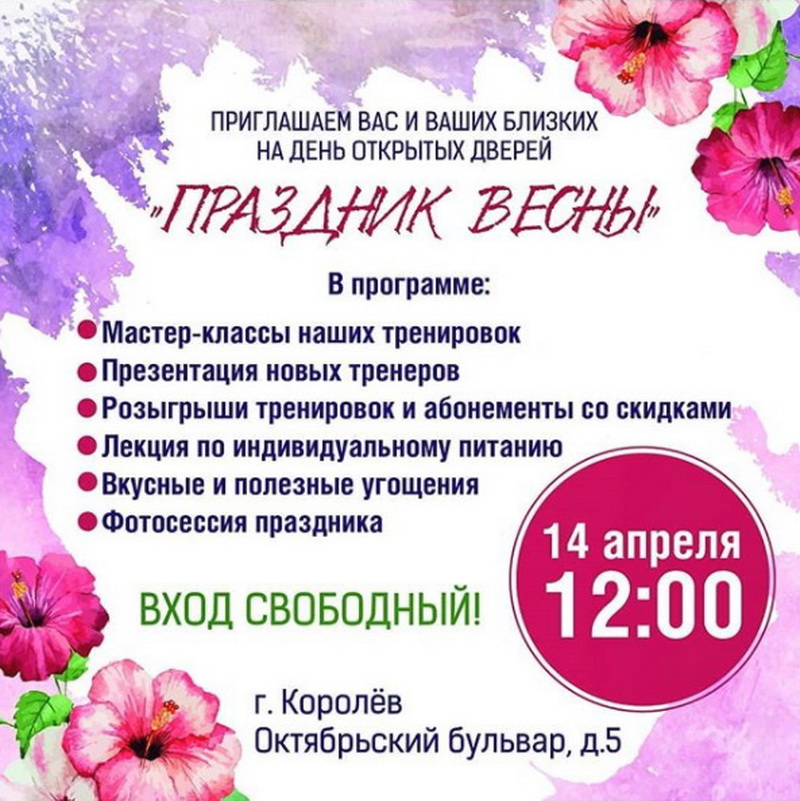 ПРИГЛАШАЕМ ВАС И ВАШИХ БЛИЗКИХ
НА ДЕНЬ ОТКРЫТЫХ ДВЕРЕЙ
"ПРАЗДНИК ВЕСНЫ"
В программе:
Мастер-классы наших тренировок
Презентация новых тренеров
Розыгрыши тренировок и абонементы со скидками
Лекция по индивидуальному питанию
Вкусные и полезные угощения
Фотосессия праздника
14 апреля
12:00
ВХОД СВОБОДНЫЙ!
г. Королёв
Октябрьский бульвар, д.5